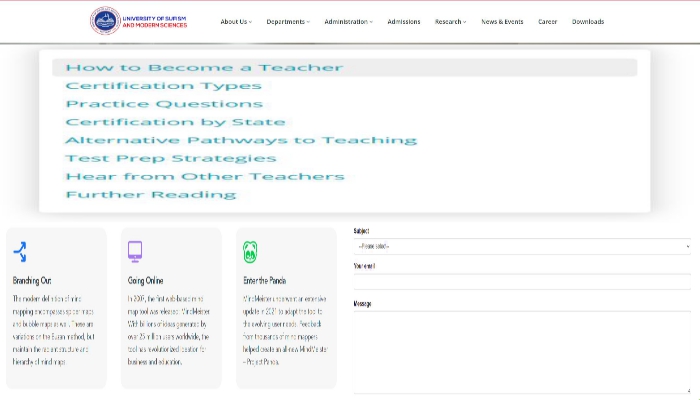 UNIVERSITY OF SUFISM
AND MODERN SCIENCES
About Us
Departments
Administration
Admissions
Research
News & Events
Career
Downloads
How to Become a Teacher
Certification Types
Practice Questions
Certification by State
Alternative Pathways to Teaching
Test Prep Strategies
Hear from Other Teachers
Further Reading
Branching Out
The modern definition of mind
mapping encompasses spider maps
and bubble maps as well. These are
variations on the Buzan method, but
maintain the radiant structure and
hierarchy of mind maps.
Going Online
In 2007, the first web-based mind
map tool was released: MindMeister.
With billions of ideas generated by
over 25 million users worldwide, the
tool has revolutionized ideation for
business and education.
Enter the Panda
MindMeister underwent an extensive
update in 2021 to adapt the tool to
the evolving user needs. Feedback
from thousands of mind mappers
helped create an all-new MindMeister
– Project Panda.
Subject
--Please select--
Your email
Message